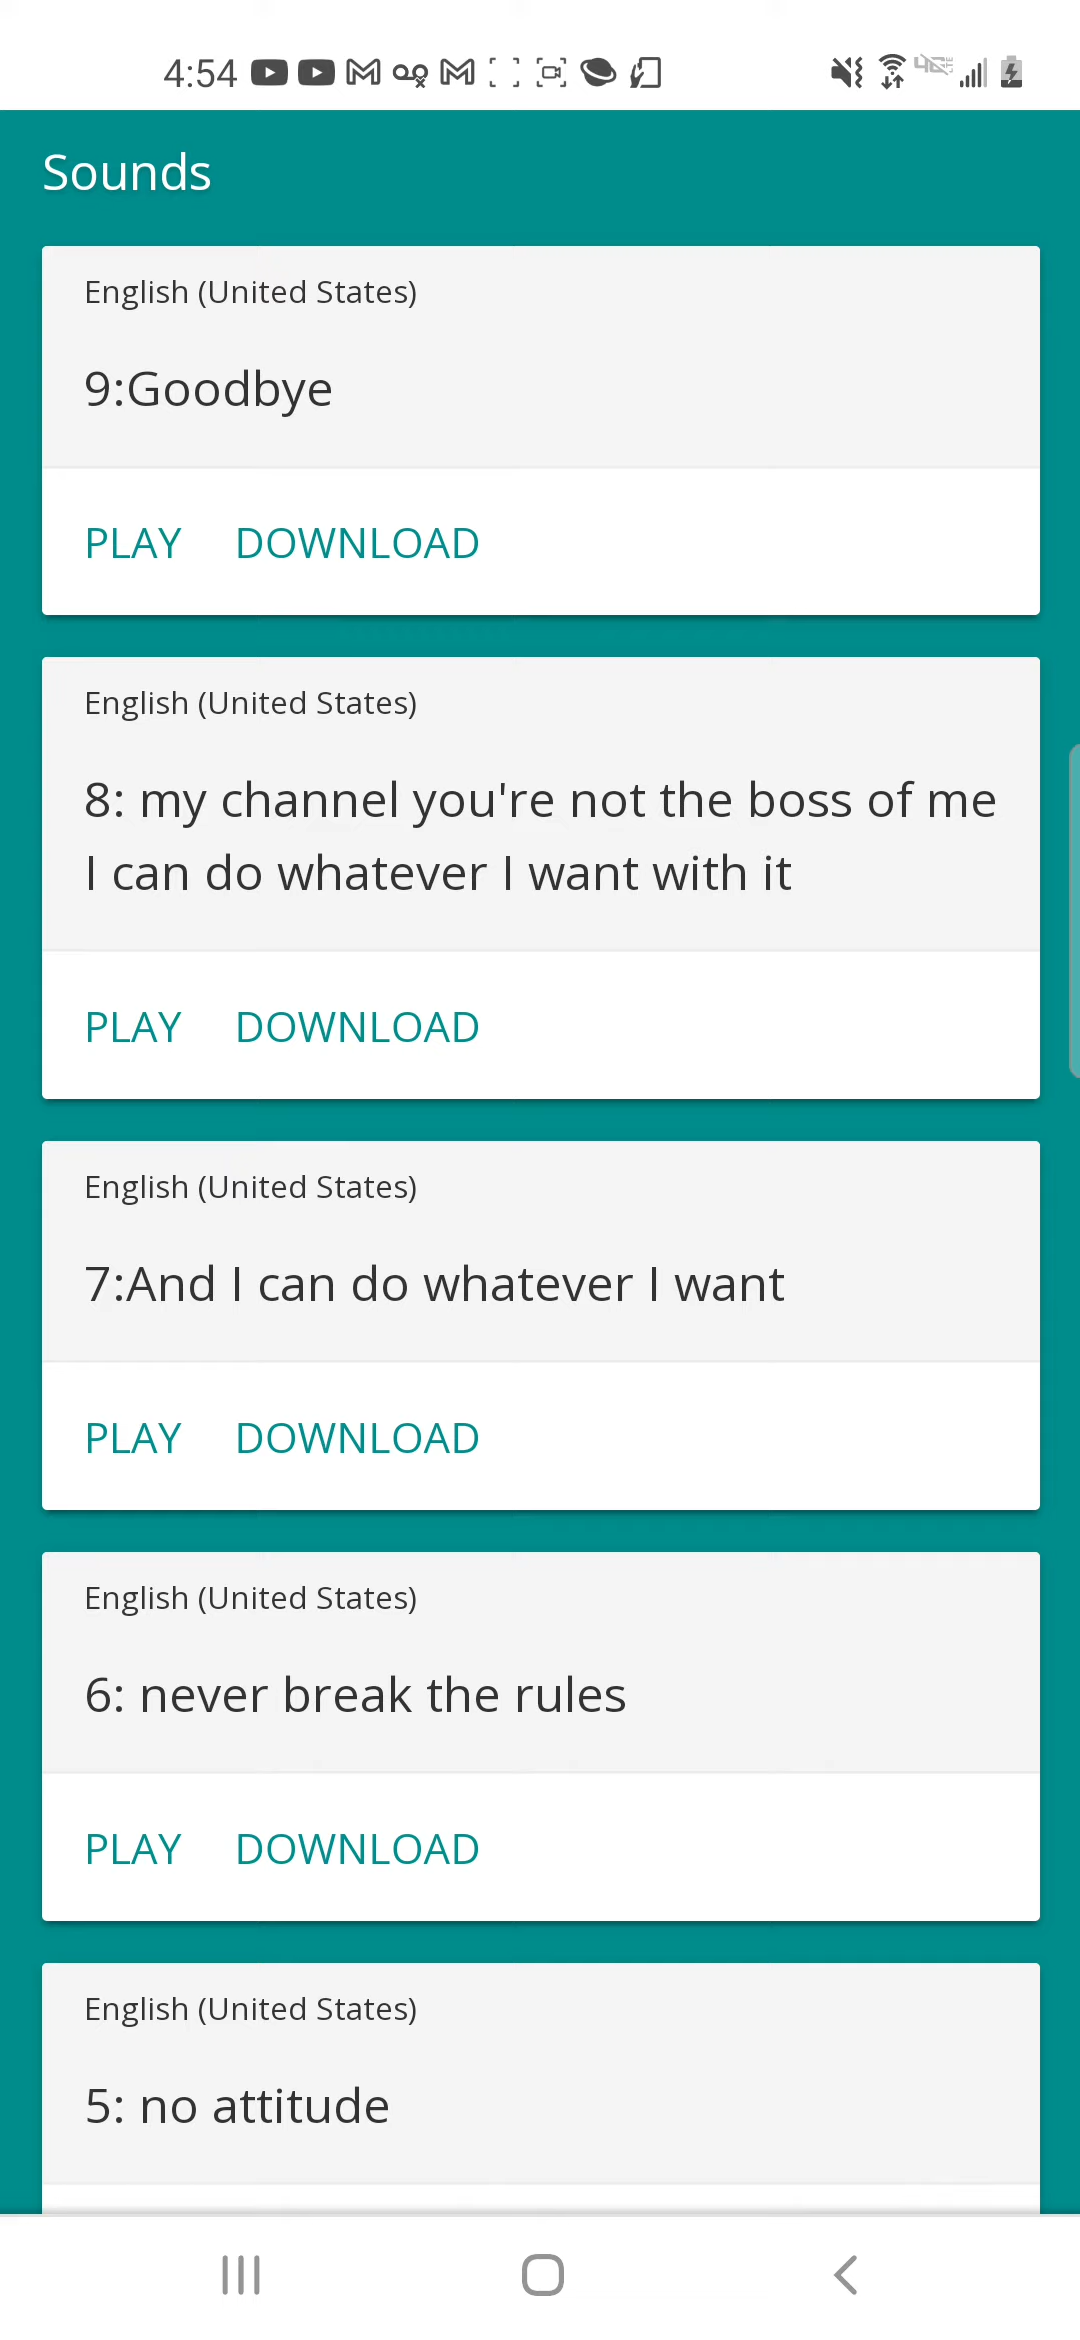 4:54
Sounds
English (United States)
9:Goodbye
PLAY DOWNLOAD
English (United States)
8: my channel you're not the boss of me
I can do whatever I want with it
PLAY DOWNLOAD
English (United States)
7:And I can do whatever I want
PLAY DOWNLOAD
English (United States)
6: never break the rules
PLAY DOWNLOAD
English (United States)
5: no attitude